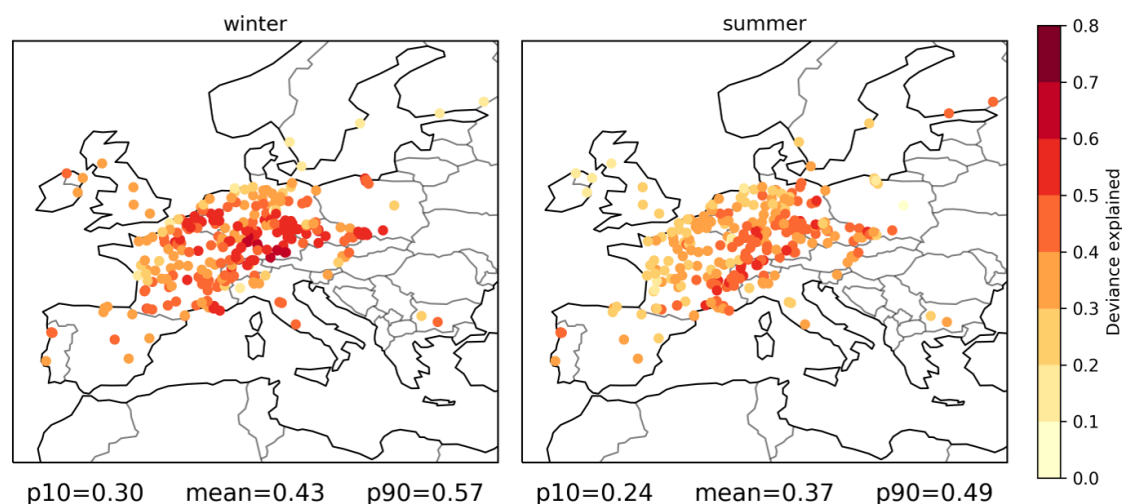 winter
summer
0.8
0.7
0.6
0.5
0.4
0.3
0.2
0.1
0.0
Deviance explained
p10=0.30 mean=0.43 p90=0.57
p10=0.24 mean=0.37 p90=0.49